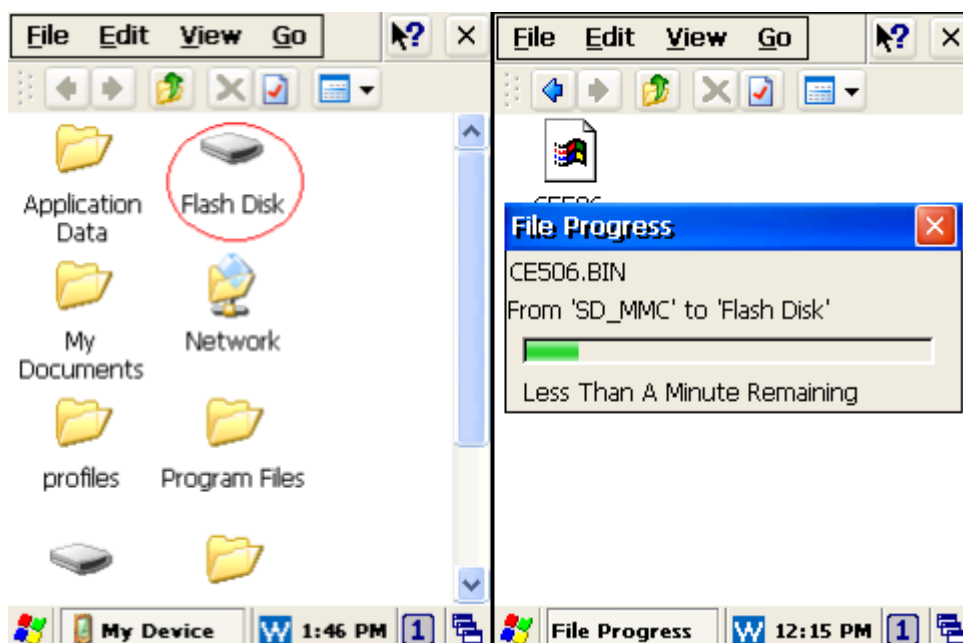 File Edit View Go
Application
Data
Flash Disk
My
Documents
Network
profiles
Program Files
My Device
1:46 PM
1
File Edit View Go
File Progress
CE506.BIN
From 'SD_MMC' to 'Flash Disk'
Less Than A Minute Remaining
File Progress
12:15 PM
1